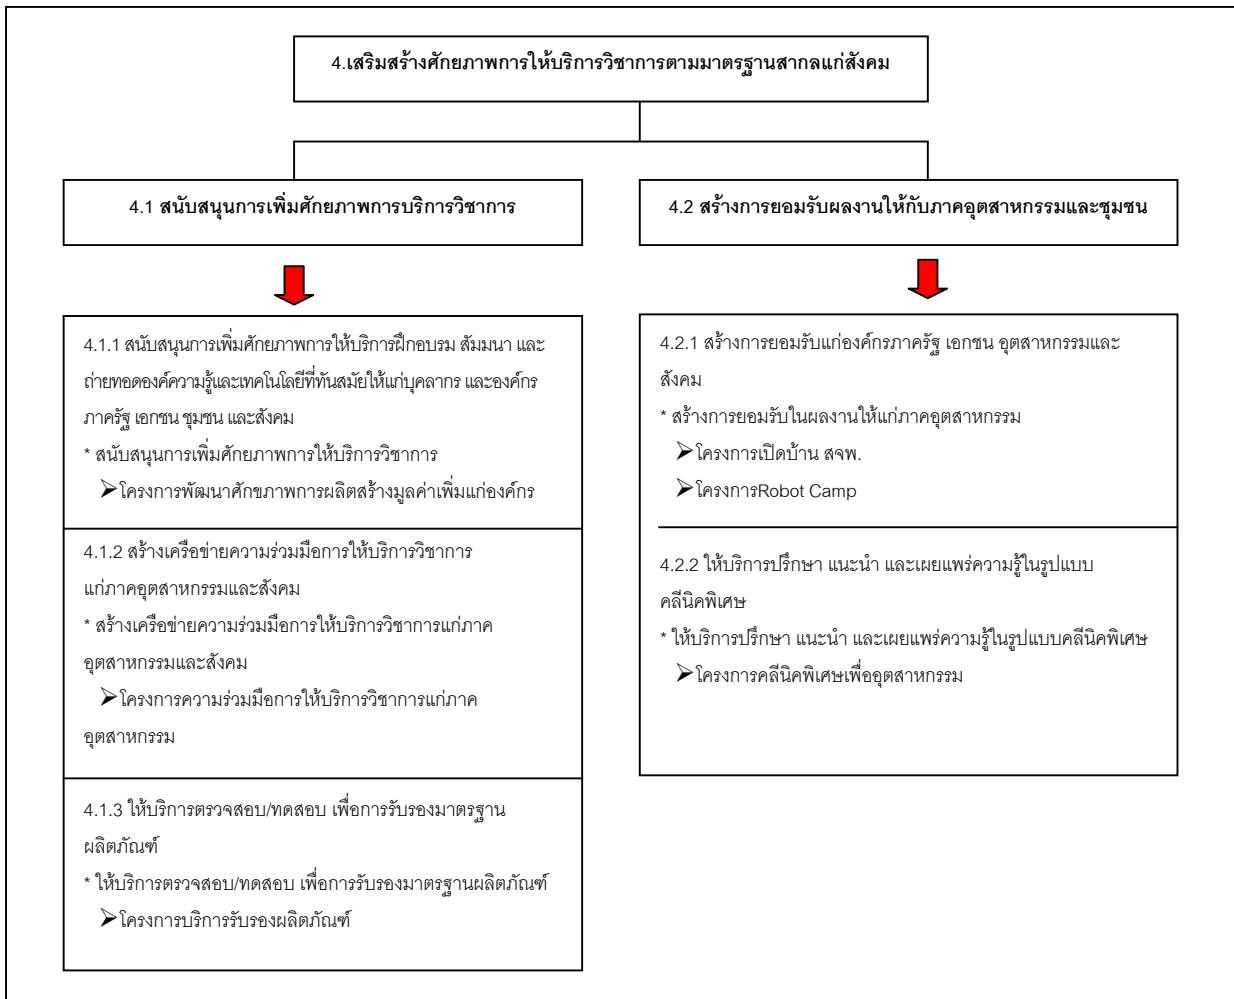 4.เสริมสร้างศักยภาพการให้บริการวิชาการตามมาตรฐานสากลแก่สังคม
4.1 สนับสนุนการเพิ่มศักยภาพการบริการวิชาการ
4.1.1 สนับสนุนการเพิ่มศักยภาพการให้บริการฝึกอบรม สัมมนา และ
ถ่ายทอดองค์ความรู้และเทคโนโลยีที่ทันสมัยให้แก่บุคลากร และองค์กร
ภาครัฐ เอกชน ชุมชน และสังคม
* สนับสนุนการเพิ่มศักยภาพการให้บริการวิชาการ
➢โครงการพัฒนาศักขภาพการผลิตสร้างมูลค่าเพิ่มแก่องค์กร
4.1.2 สร้างเครือข่ายความร่วมมือการให้บริการวิชาการ
แก่ภาคอุตสาหกรรมและสังคม
* สร้างเครือข่ายความร่วมมือการให้บริการวิชาการแก่ภาค
อุตสาหกรรมและสังคม
➢โครงการความร่วมมือการให้บริการวิชาการแก่ภาค
อุตสาหกรรม
4.1.3 ให้บริการตรวจสอบ/ทดสอบ เพื่อการรับรองมาตรฐาน
ผลิตภัณฑ์
* ให้บริการตรวจสอบ/ทดสอบ เพื่อการรับรองมาตรฐานผลิตภัณฑ์
➢โครงการบริการรับรองผลิตภัณฑ์
4.2 สร้างการยอมรับผลงานให้กับภาคอุตสาหกรรมและชุมชน
4.2.1 สร้างการยอมรับแก่องค์กรภาครัฐ เอกชน อุตสาหกรรมและ
สังคม
* สร้างการยอมรับในผลงานให้แก่ภาคอุตสาหกรรม
➢โครงการเปิดบ้าน สจพ.
➢โครงการRobot Camp
4.2.2 ให้บริการปรึกษา แนะนำ และเผยแพร่ความรู้ในรูปแบบ
คลีนิคพิเศษ
* ให้บริการปรึกษา แนะนำ และเผยแพร่ความรู้ในรูปแบบคลีนิคพิเศษ
➢โครงการคลีนิคพิเศษเพื่ออุตสาหกรรม